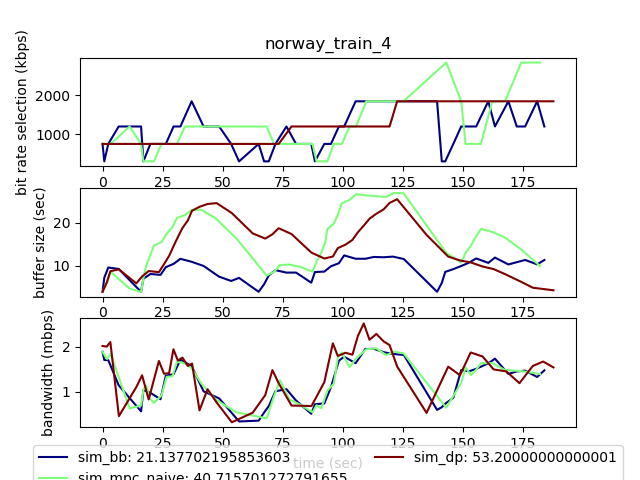 norway_train_4
bit rate selection (kbps)
2000
1000
0 25 50 75 100 125 150 175
buffer size (sec)
20
10
0 25 50 75 100 125 150 175
bandwidth (mbps)
2
1
0 25 50 75 100 125 150 175
time (sec)
sim_bb: 21.137702195853603
sim_mpc_naive: 40.715701272791655
sim_dp: 53.20000000000001